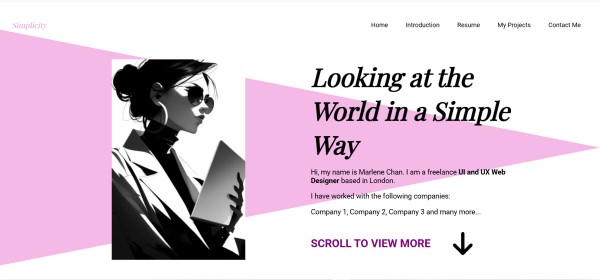 Simplicity
Home Introduction Resume My Projects Contact Me
Looking at the
World in a Simple
Way
Hi, my name is Marlene Chan. I am a freelance UI and UX Web
Designer based in London.
I have worked with the following companies:
Company 1, Company 2, Company 3 and many more...
SCROLL TO VIEW MORE